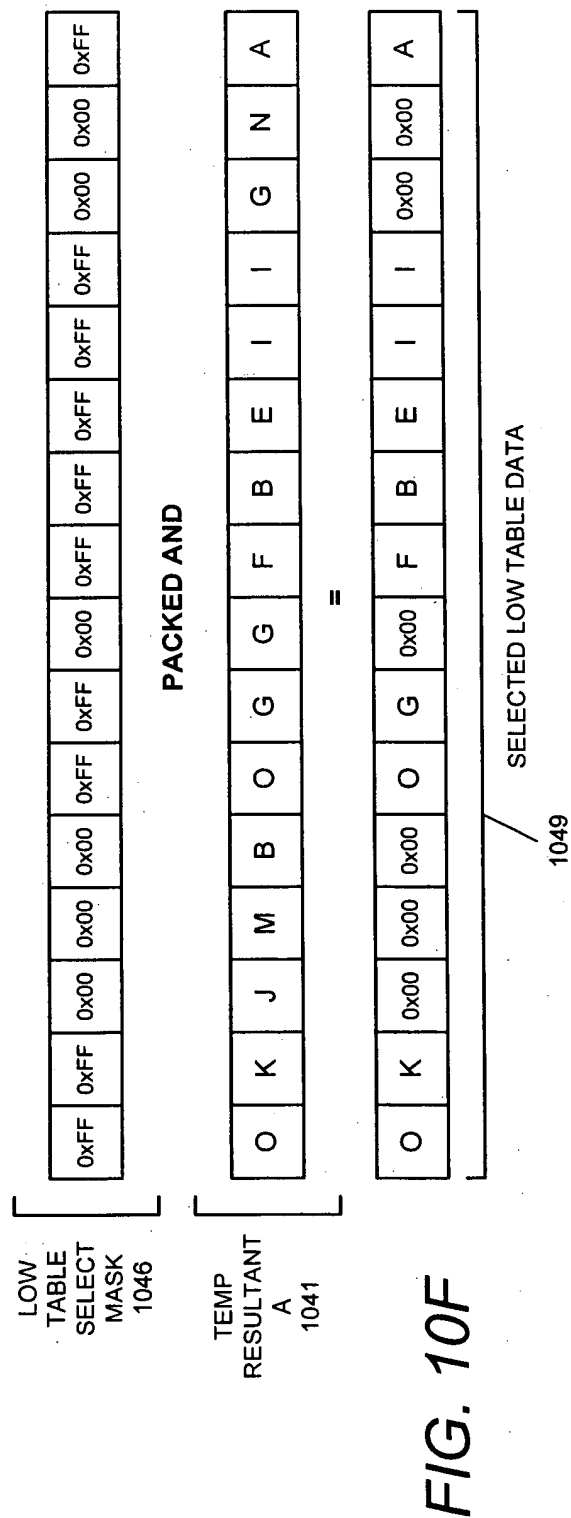 LOW
TABLE
SELECT
MASK
1046
0xFF 0xFF 0x00 0x00 0x00 0xFF 0xFF 0x00 0xFF 0xFF 0xFF 0xFF 0xFF 0x00 0x00 0xFF
PACKED AND
TEMP
RESULTANT
A
1041
O K J M B O G G F B E I I G N A
=
O K 0x00 0x00 0x00 O G 0x00 F B E I I 0x00 0x00 A
SELECTED LOW TABLE DATA
1049
FIG. 10F